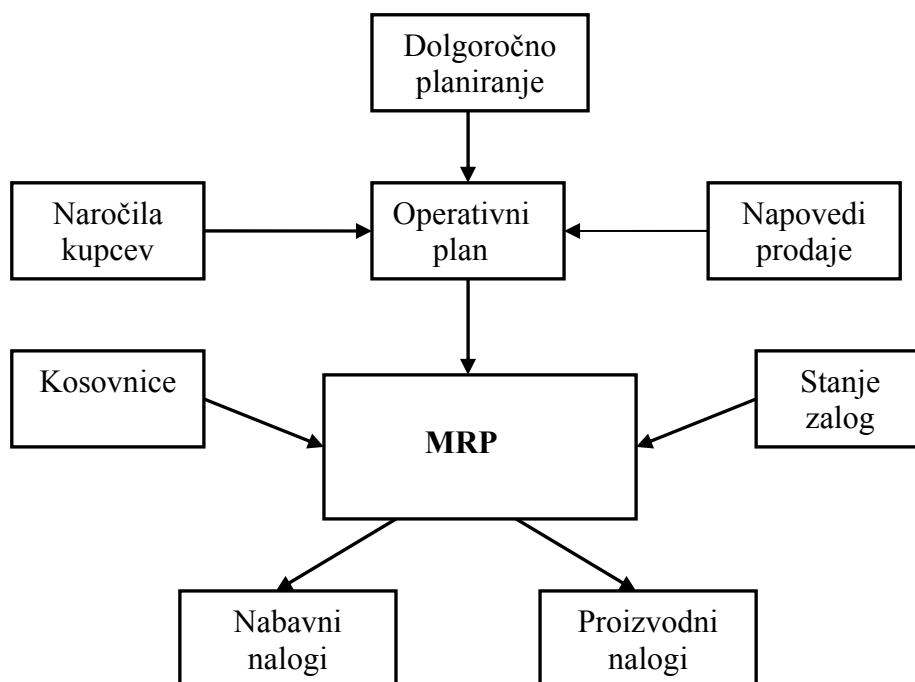 Dolgoročno
planiranje
Naročila
kupcev
Operativni
plan
Napovedi
prodaje
Kosovnice
MRP
Stanje
zalog
Nabavni
nalogi
Proizvodni
nalogi